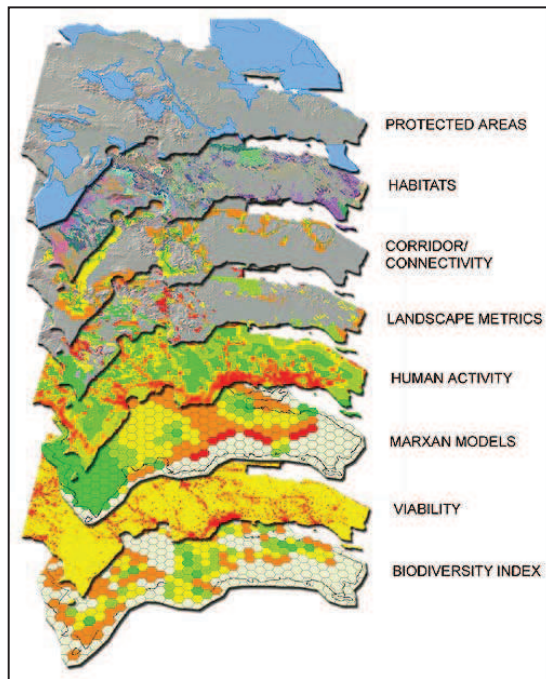 PROTECTED AREAS
HABITATS
CORRIDOR/
CONNECTIVITY
LANDSCAPE METRICS
HUMAN ACTIVITY
MARXAN MODELS
VIABILITY
BIODIVERSITY INDEX